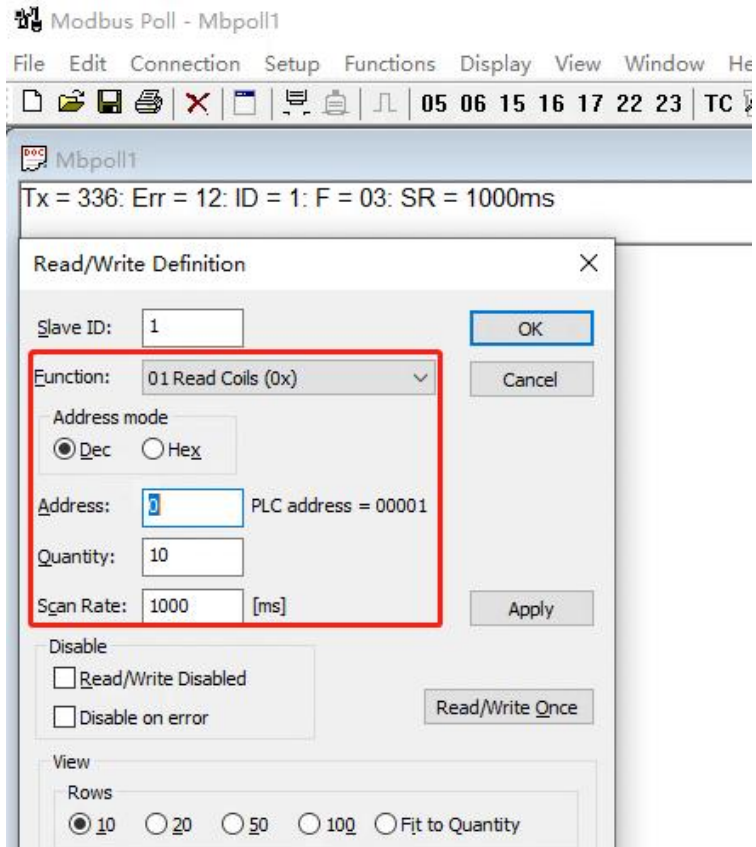 Modbus Poll - Mbpoll1
File Edit Connection Setup Functions Display View Window He
05 06 15 16 17 22 23 TC
Mbpoll1
Tx = 336: Err = 12: ID = 1: F = 03: SR = 1000ms
Read/Write Definition
Slave ID: 1 OK
Function: 01 Read Coils (0x) Cancel
Address mode
Dec Hex
Address: 0 PLC address = 00001
Quantity: 10
Scan Rate: 1000 [ms] Apply
Disable
Read/Write Disabled
Disable on error
Read/Write Once
View
Rows
10 20 50 100 Fit to Quantity